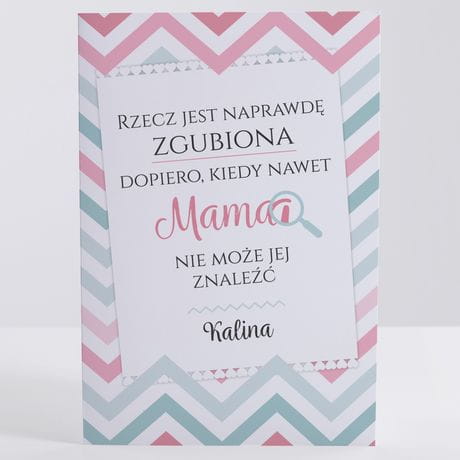 Rzecz jest naprawdę
zgubiona
dopiero, kiedy nawet
Mama
nie może jej
znaleźć
Kalina